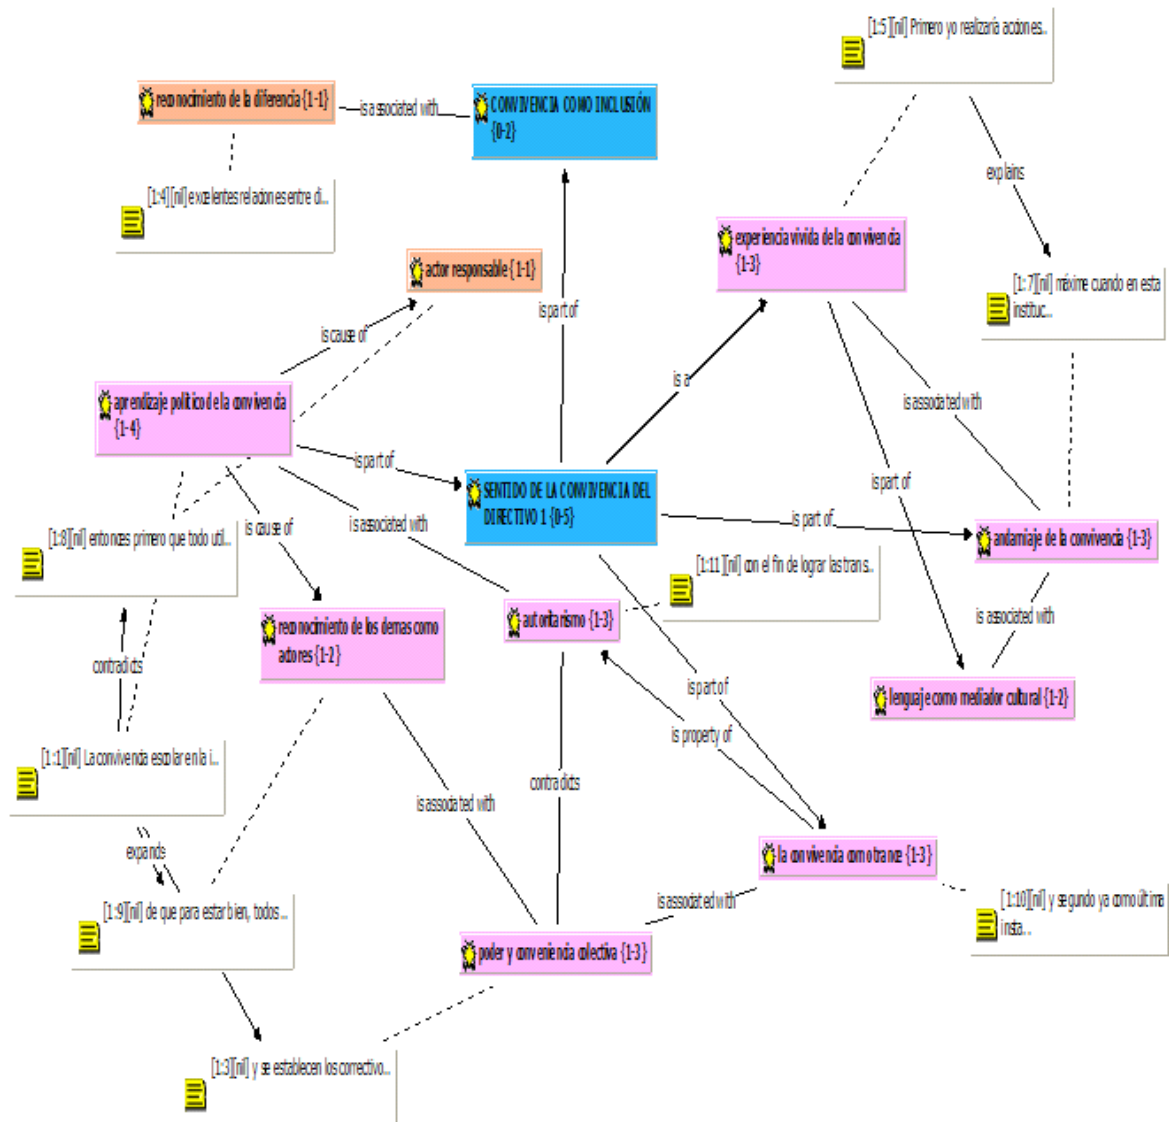 [1:5][nil] Primero yo realizaría acciones..
reconocimiento de la diferencia {1-1}
is associated with
CONVIVENCIA COMO INCLUSIÓN
{0-2}
explains
[1:4][nil] excelentes relaciones entre di...
experiencia vivida de la convivencia
{1-3}
actor responsable {1-1}
[1:7][nil] máxime cuando en esta
instituc...
is part of
is cause of
is a
aprendizaje politico de la convivencia
{1-4}
is associated with
is part of
is part of
SENTIDO DE LA CONVIVENCIA DEL
DIRECTIVO 1 {0-5}
is cause of
is associated with
is part of
[1:8][nil] entonces primero que todo util...
andamiaje de la convivencia {1-3}
[1:11][nil] con el fin de lograr las trans...
autoritarismo {1-3}
is associated with
reconocimiento de los demas como
actores {1-2}
contradicts
is part of
lenguaje como mediador cultural {1-2}
is property of
[1:1][nil] La convivencia escolar en la i...
contradicts
is associated with
expands
la convivencia como trance {1-3}
[1:9][nil] de que para estar bien, todos...
is associated with
[1:10][nil] y segundo ya como última
insta...
poder y conveniencia colectiva {1-3}
[1:3][nil] y se establecen los correctivo...